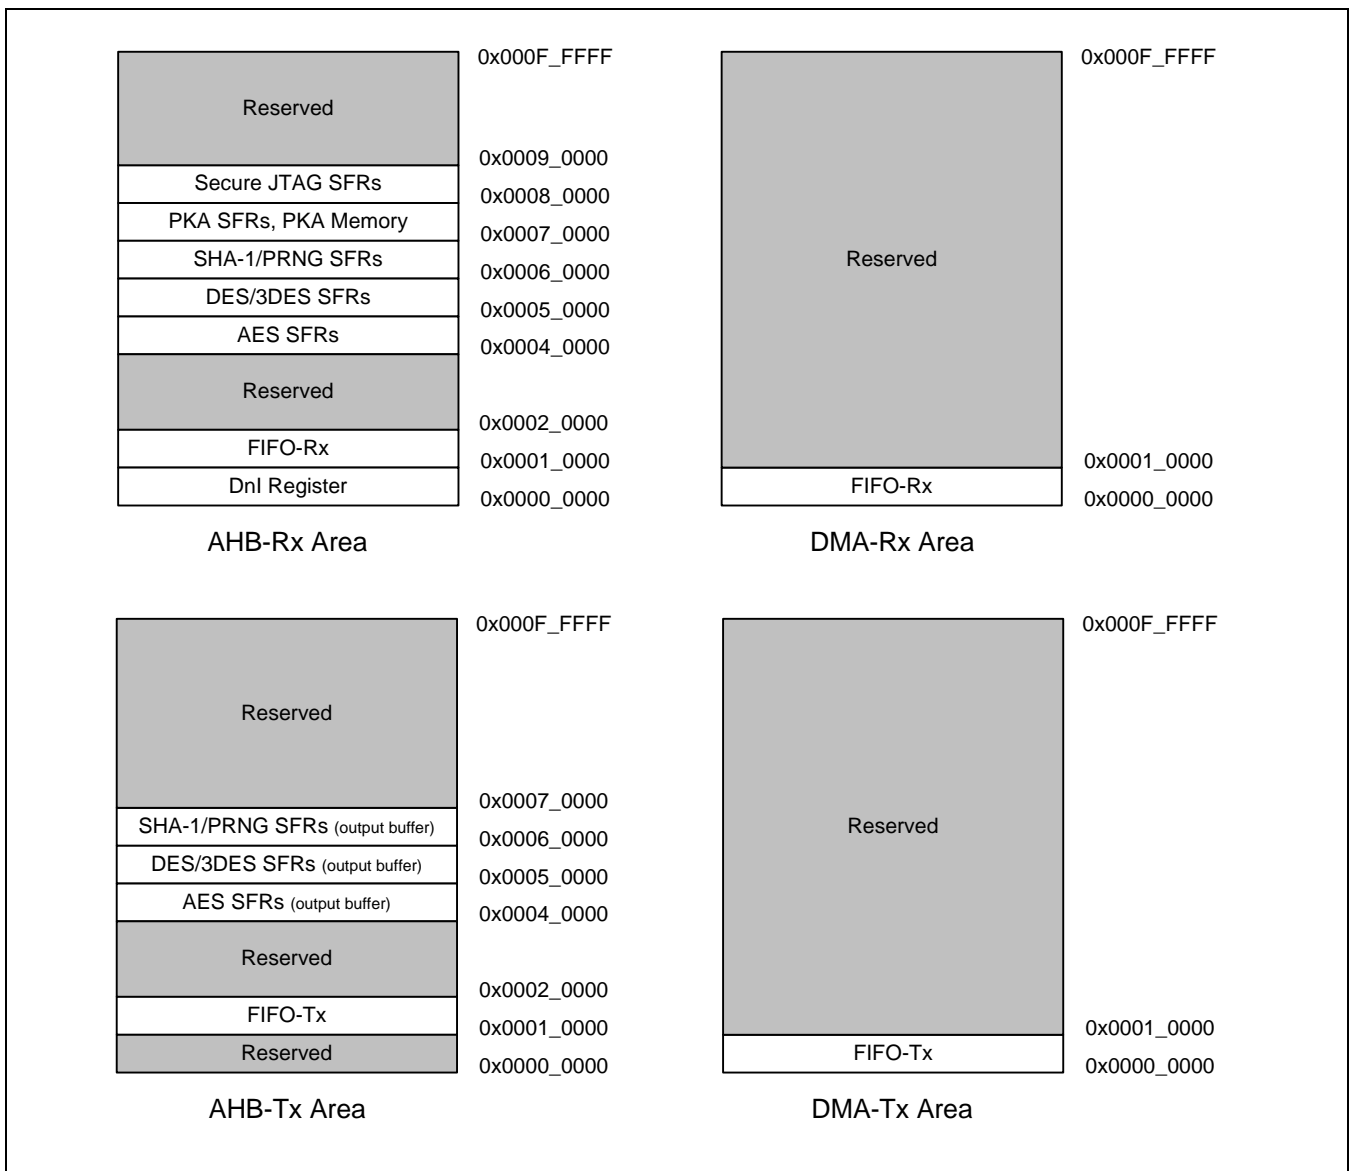 0x000F_FFFF
Reserved
0x0009_0000
Secure JTAG SFRs
0x0008_0000
PKA SFRs, PKA Memory
0x0007_0000
SHA-1/PRNG SFRs
0x0006_0000
DES/3DES SFRs
0x0005_0000
AES SFRs
0x0004_0000
Reserved
0x0002_0000
FIFO-Rx
0x0001_0000
DnI Register
0x0000_0000
AHB-Rx Area
0x000F_FFFF
Reserved
0x0001_0000
FIFO-Rx
0x0000_0000
DMA-Rx Area
0x000F_FFFF
Reserved
0x0007_0000
SHA-1/PRNG SFRs (output buffer)
0x0006_0000
DES/3DES SFRs (output buffer)
0x0005_0000
AES SFRs (output buffer)
0x0004_0000
Reserved
0x0002_0000
FIFO-Tx
0x0001_0000
Reserved
0x0000_0000
AHB-Tx Area
0x000F_FFFF
Reserved
0x0001_0000
FIFO-Tx
0x0000_0000
DMA-Tx Area